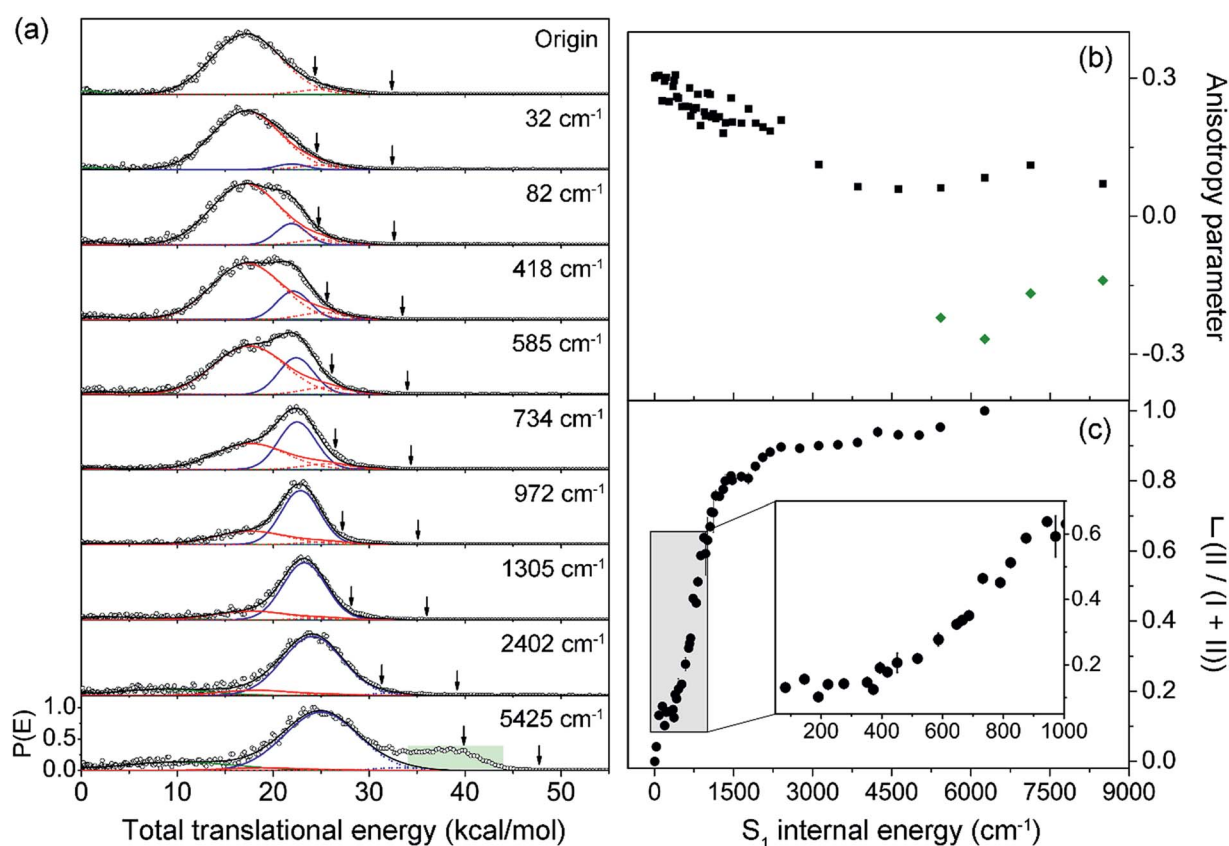 (a)
Origin
32 cm⁻¹
82 cm⁻¹
418 cm⁻¹
585 cm⁻¹
734 cm⁻¹
972 cm⁻¹
1305 cm⁻¹
2402 cm⁻¹
5425 cm⁻¹
P(E)
1.0
0.5
0.0
0 10 20 30 40 50
Total translational energy (kcal/mol)
(b)
0.3
0.0
-0.3
Anisotropy parameter
(c)
1.0
0.8
0.6
0.4
0.2
0.0
Γ (II / (I + II))
0.6
0.4
0.2
200 400 600 800 1000
0 1500 3000 4500 6000 7500 9000
S₁ internal energy (cm⁻¹)